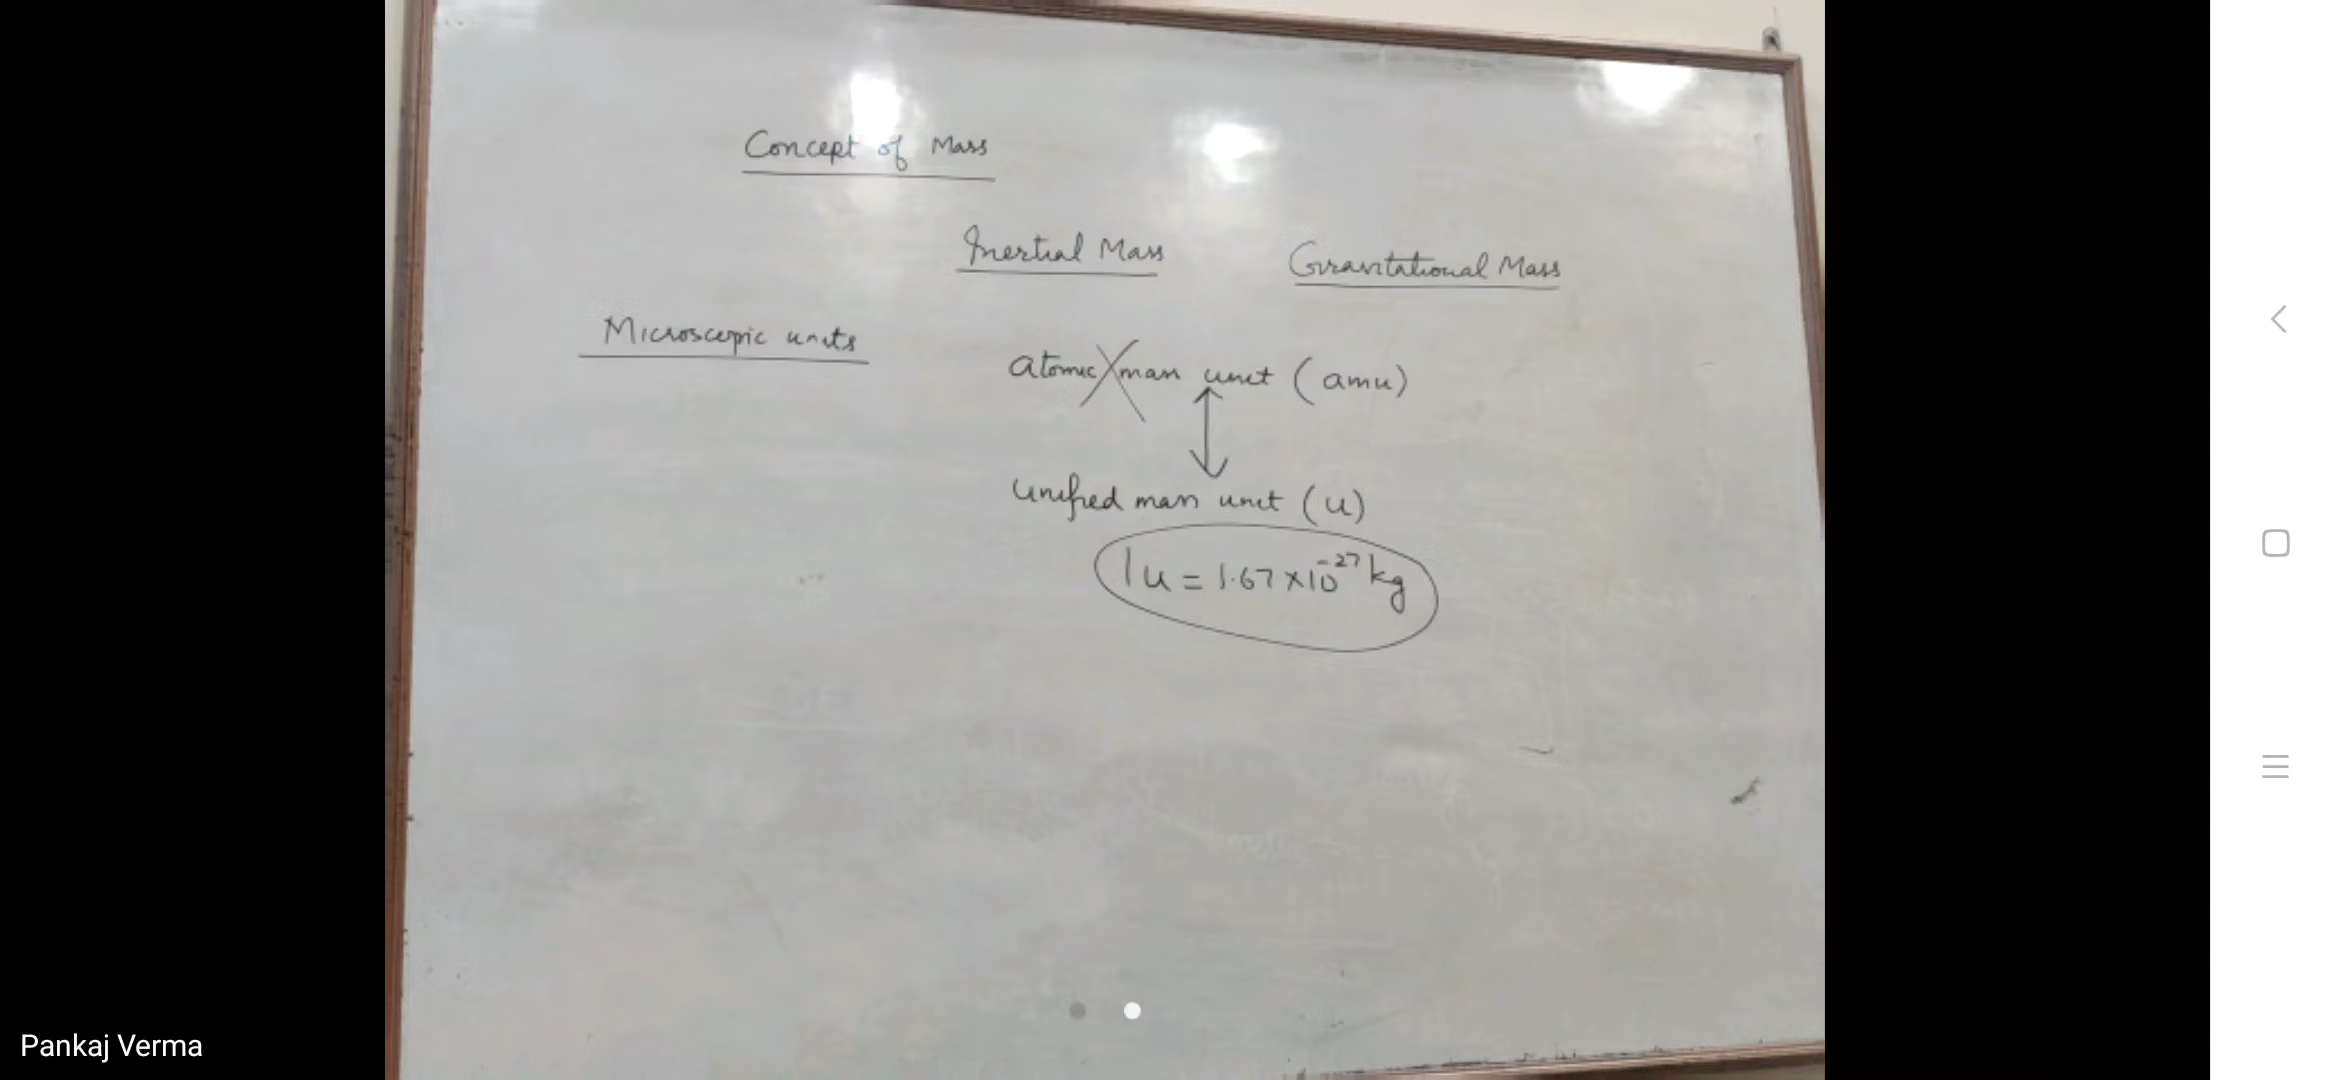 Concept of Mass
Inertial Mass
Gravitational Mass
Microscopic units
atomic mass unit (amu)
unified mass unit (u)
1 u = 1.67 × 10⁻²⁷ kg
Pankaj Verma